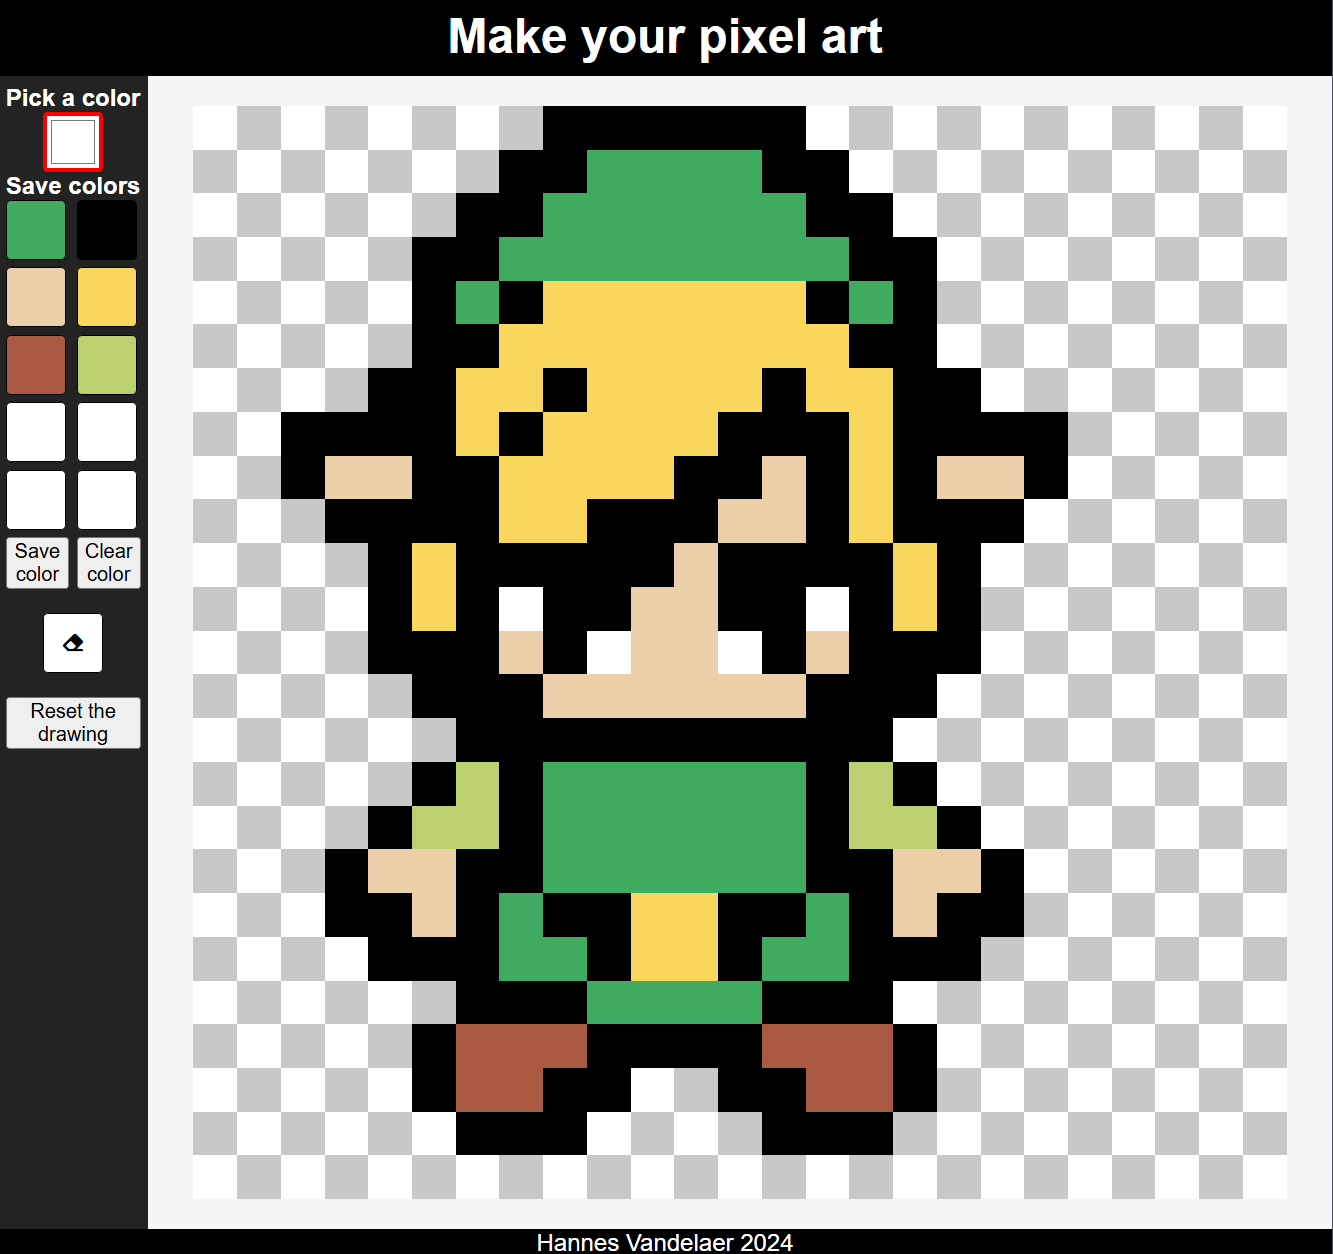 Make your pixel art
Pick a color
Save colors
Save
color
Clear
color
Reset the
drawing
Hannes Vandelaer 2024